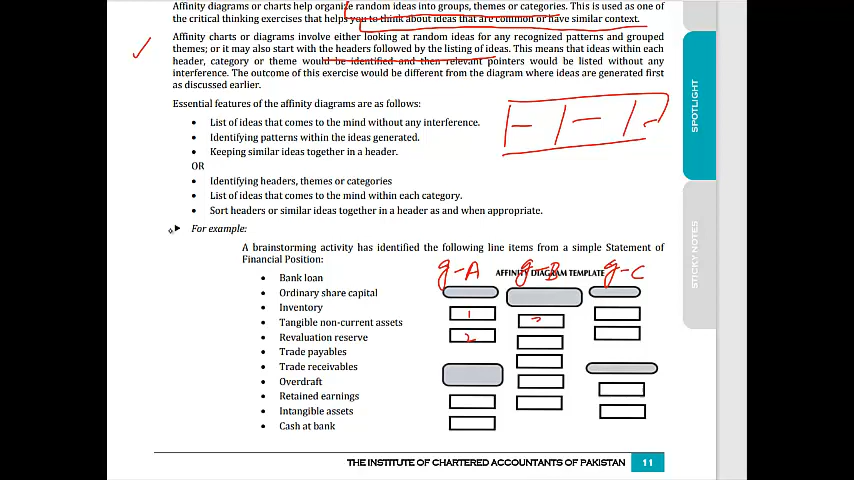 Affinity diagrams or charts help organize random ideas into groups, themes or categories. This is used as one of
the critical thinking exercises that helps you to think about ideas that are common or have similar context.
Affinity charts or diagrams involve either looking at random ideas for any recognized patterns and grouped
themes; or it may also start with the headers followed by the listing of ideas. This means that ideas within each
header, category or theme would be identified and then relevant pointers would be listed without any
interference. The outcome of this exercise would be different from the diagram where ideas are generated first
as discussed earlier.
Essential features of the affinity diagrams are as follows:
• List of ideas that comes to the mind without any interference.
• Identifying patterns within the ideas generated.
• Keeping similar ideas together in a header.
OR
• Identifying headers, themes or categories
• List of ideas that comes to the mind within each category.
• Sort headers or similar ideas together in a header as and when appropriate.
For example:
A brainstorming activity has identified the following line items from a simple Statement of
Financial Position:
• Bank loan
• Ordinary share capital
• Inventory
• Tangible non-current assets
• Revaluation reserve
• Trade payables
• Trade receivables
• Overdraft
• Retained earnings
• Intangible assets
• Cash at bank
g-A g-B g-C
AFFINITY DIAGRAM TEMPLATE
1
2
SPOTLIGHT
STICKY NOTES
THE INSTITUTE OF CHARTERED ACCOUNTANTS OF PAKISTAN 11